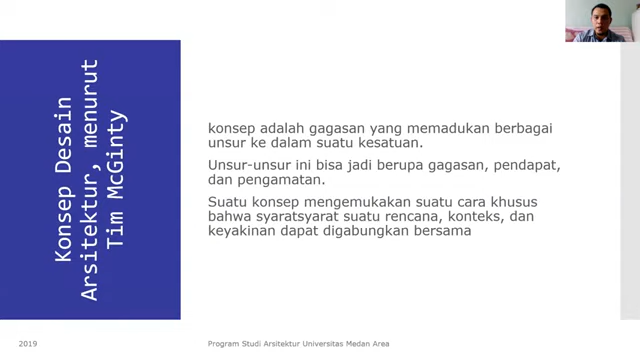 Konsep Desain
Arsitektur, menurut
Tim McGinty
konsep adalah gagasan yang memadukan berbagai
unsur ke dalam suatu kesatuan.
Unsur-unsur ini bisa jadi berupa gagasan, pendapat,
dan pengamatan.
Suatu konsep mengemukakan suatu cara khusus
bahwa syaratsyarat suatu rencana, konteks, dan
keyakinan dapat digabungkan bersama
2019
Program Studi Arsitektur Universitas Medan Area